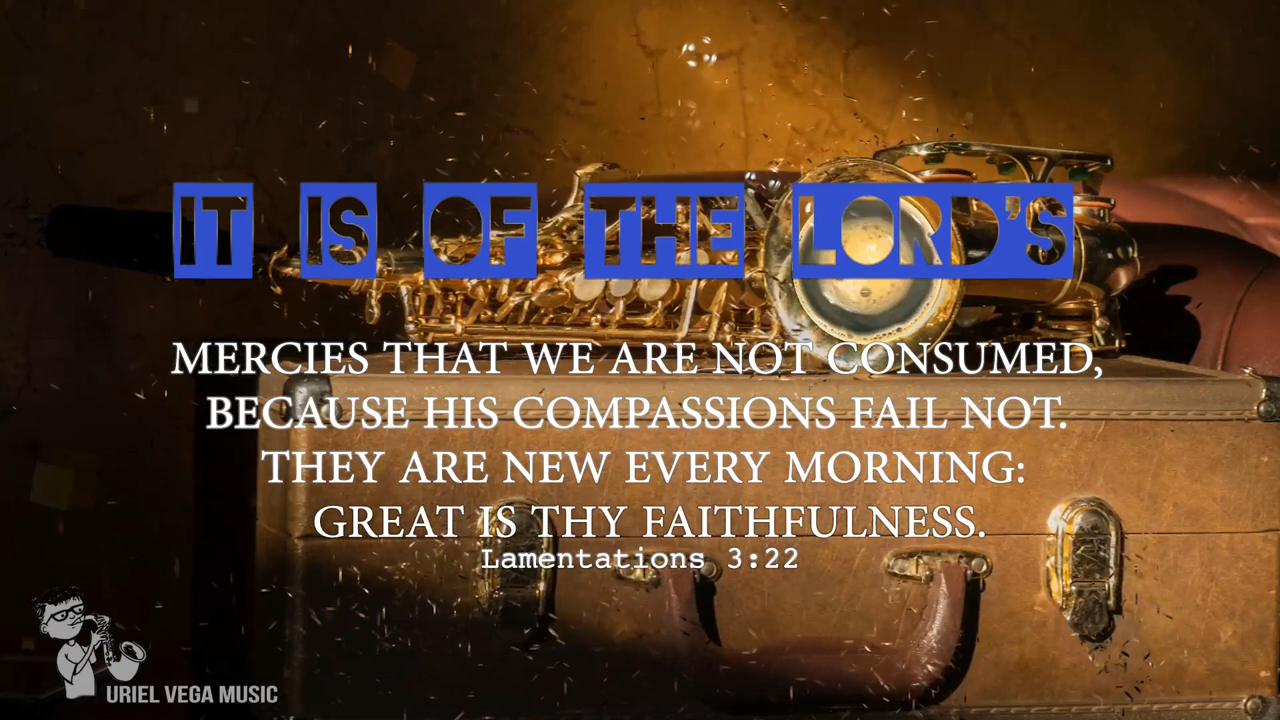 IT IS OF THE LORD'S
MERCIES THAT WE ARE NOT CONSUMED,
BECAUSE HIS COMPASSIONS FAIL NOT.
THEY ARE NEW EVERY MORNING:
GREAT IS THY FAITHFULNESS.
Lamentations 3:22
URIEL VEGA MUSIC